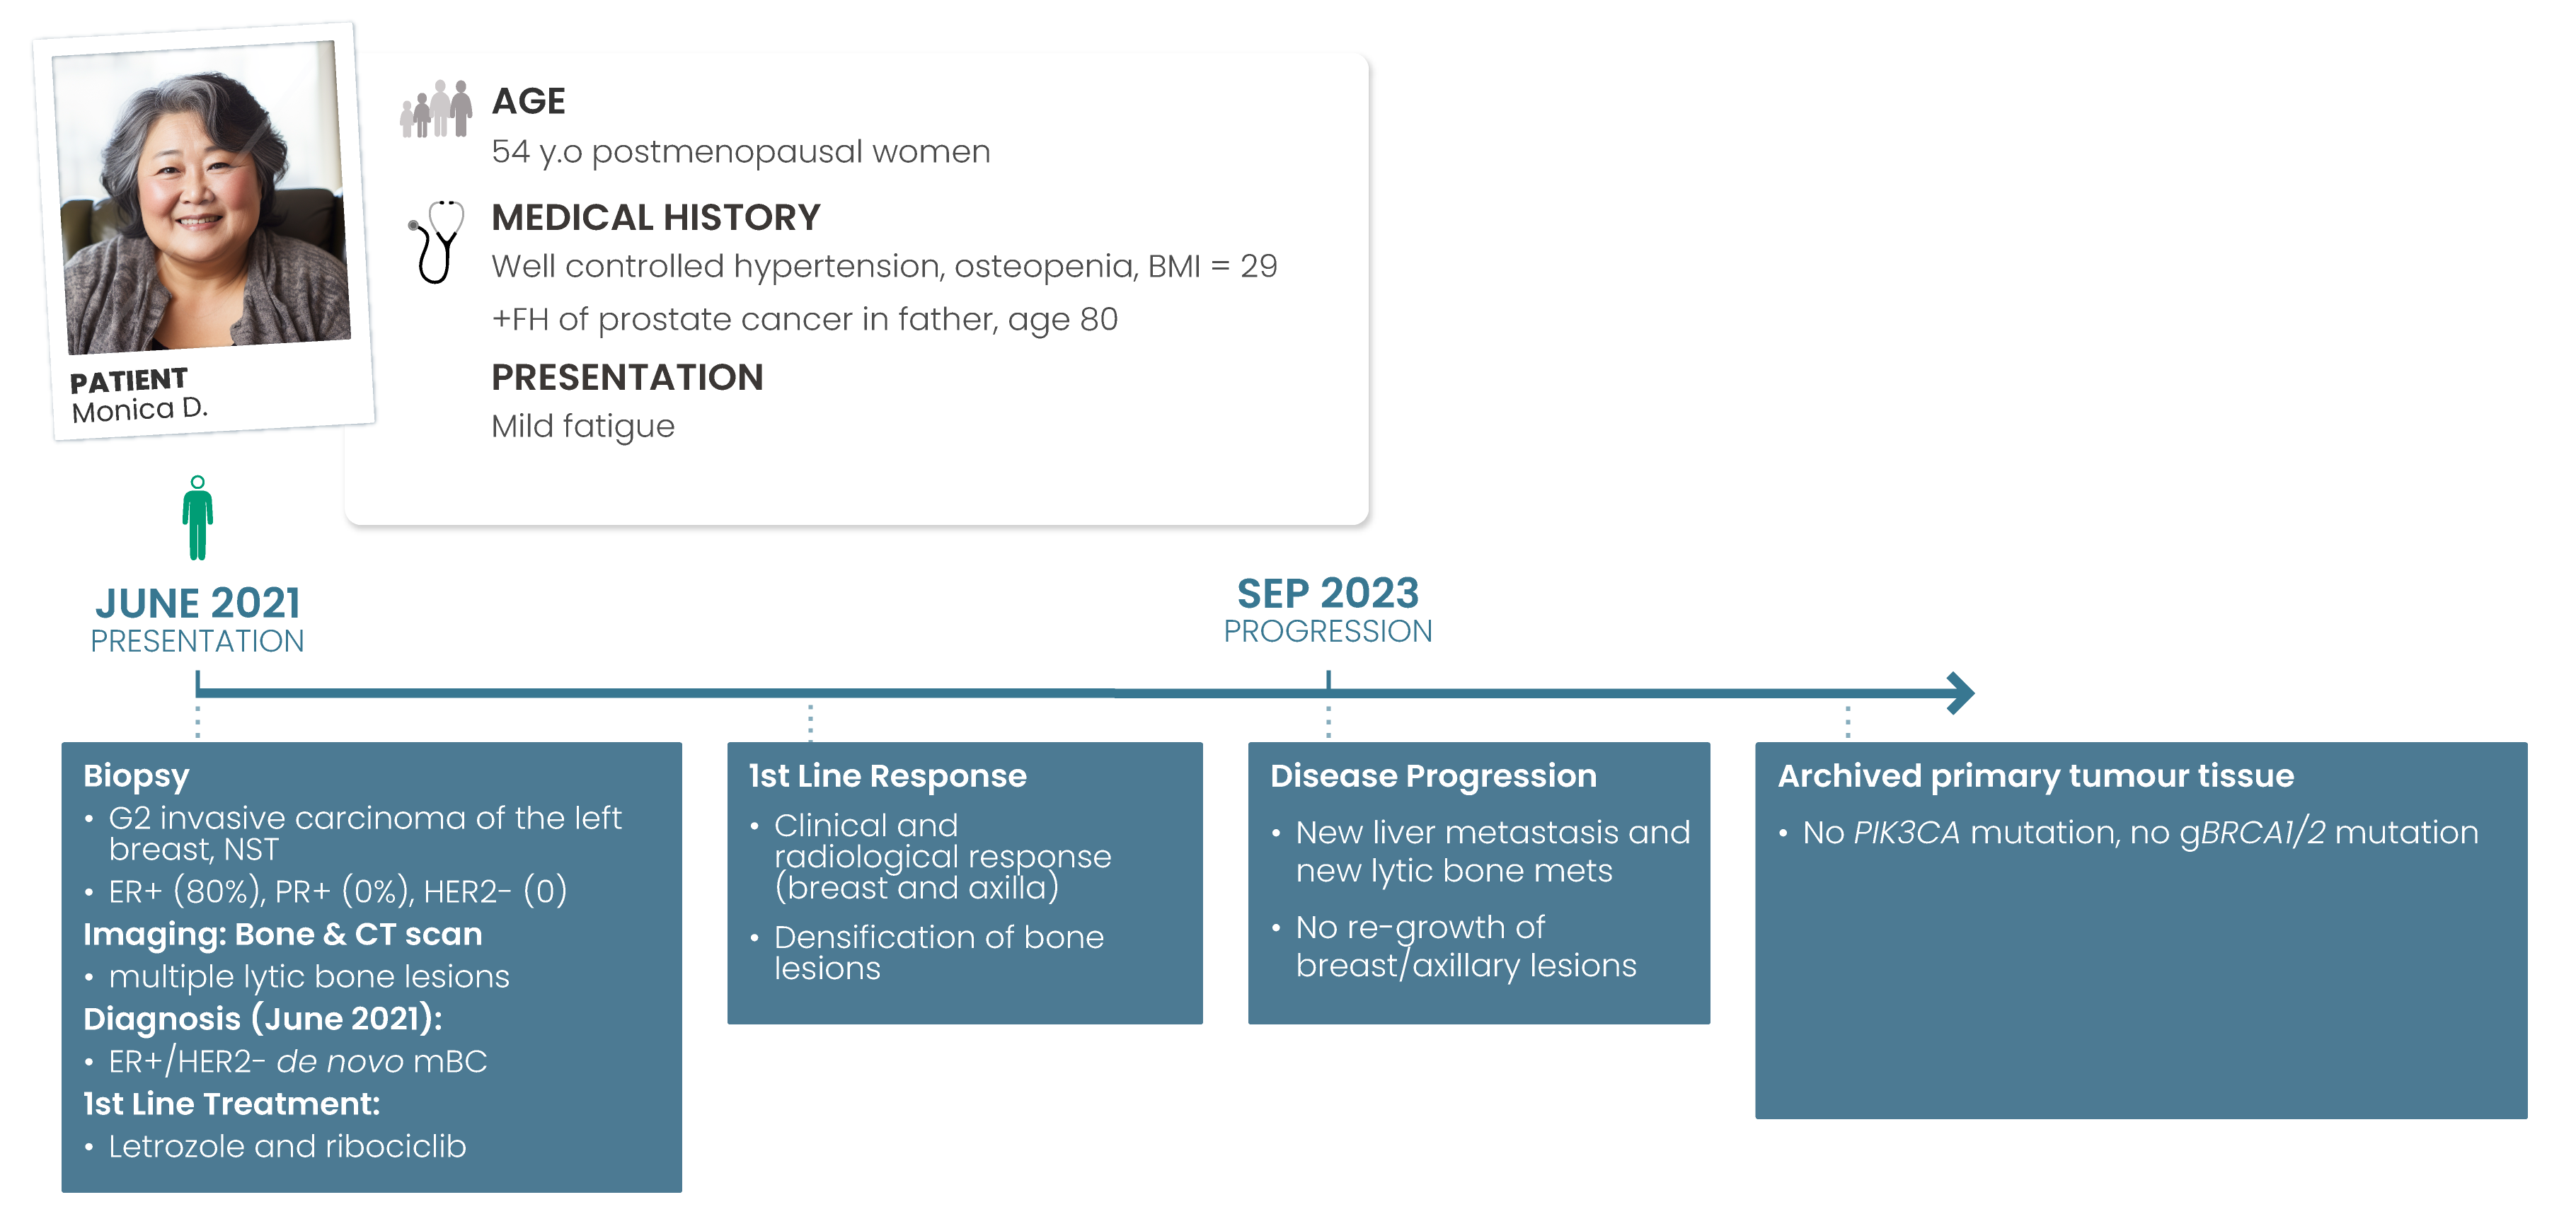 PATIENT
Monica D.
AGE
54 y.o postmenopausal women
MEDICAL HISTORY
Well controlled hypertension, osteopenia, BMI = 29
+FH of prostate cancer in father, age 80
PRESENTATION
Mild fatigue
JUNE 2021
PRESENTATION
SEP 2023
PROGRESSION
Biopsy
• G2 invasive carcinoma of the left
breast, NST
• ER+ (80%), PR+ (0%), HER2- (0)
Imaging: Bone & CT scan
• multiple lytic bone lesions
Diagnosis (June 2021):
• ER+/HER2- de novo mBC
1st Line Treatment:
• Letrozole and ribociclib
1st Line Response
• Clinical and
radiological response
(breast and axilla)
• Densification of bone
lesions
Disease Progression
• New liver metastasis and
new lytic bone mets
• No re-growth of
breast/axillary lesions
Archived primary tumour tissue
• No PIK3CA mutation, no gBRCA1/2 mutation